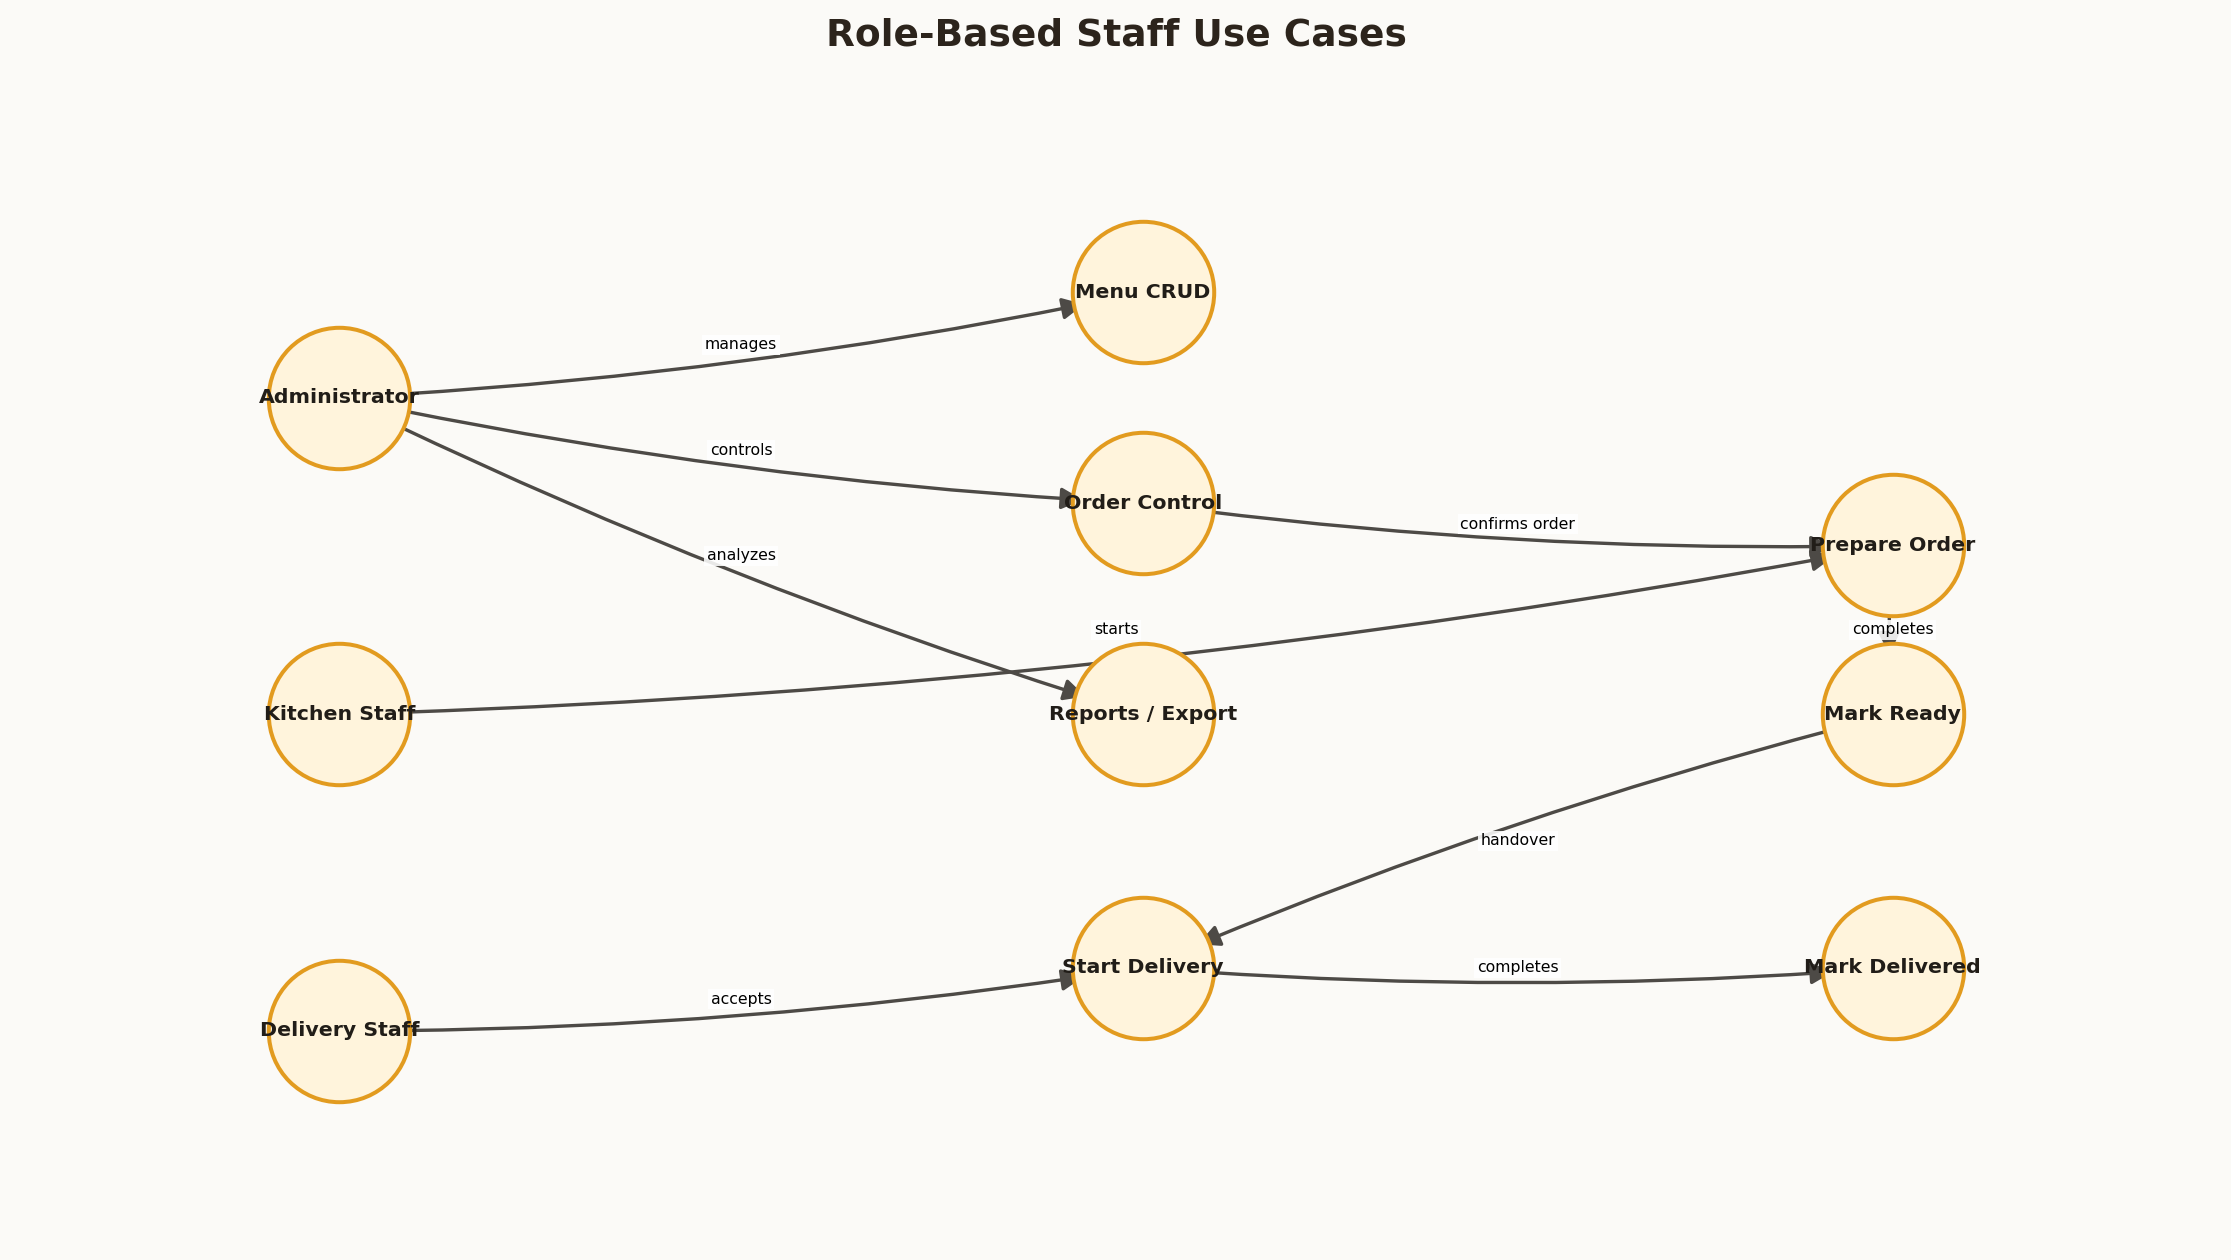 Role-Based Staff Use Cases
Menu CRUD
manages
Administrator
controls
Order Control
confirms order
Prepare Order
analyzes
starts
completes
Kitchen Staff
Reports / Export
Mark Ready
handover
Start Delivery
completes
Mark Delivered
accepts
Delivery Staff